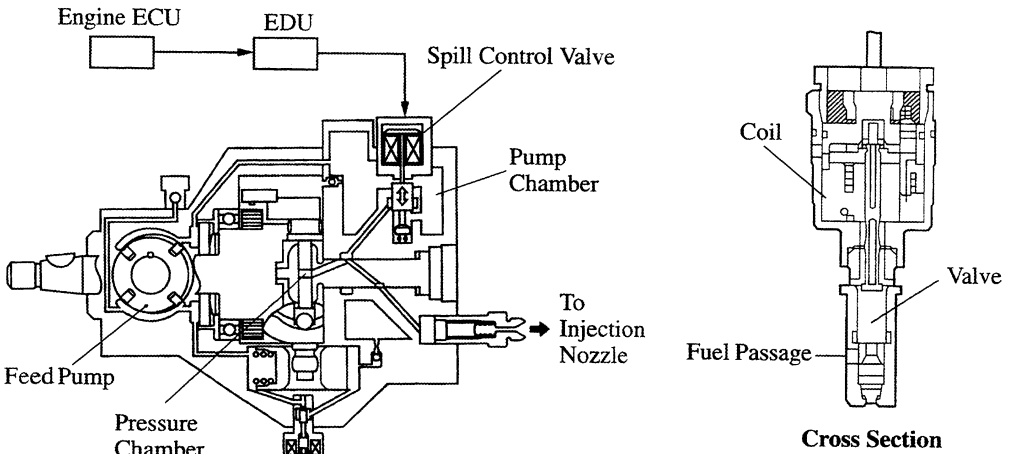 Engine ECU
EDU
Spill Control Valve
Pump
Chamber
To
Injection
Nozzle
Feed Pump
Pressure
Chamber
Coil
Valve
Fuel Passage
Cross Section